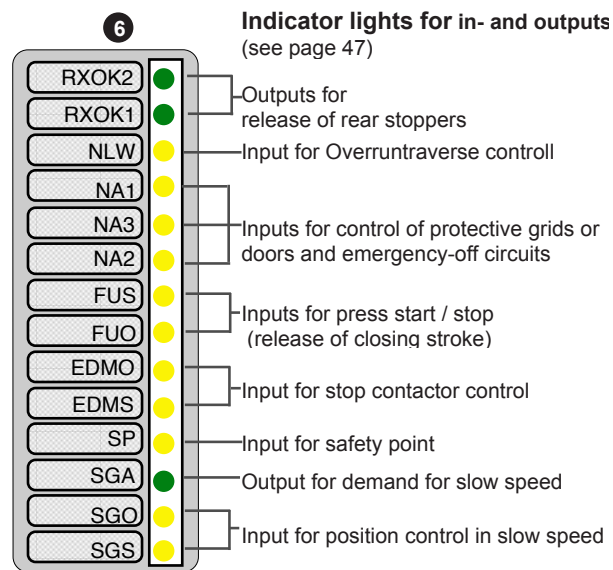 6
Indicator lights for in- and outputs
(see page 47)
RXOK2
RXOK1
Outputs for
release of rear stoppers
NLW
Input for Overruntraverse controll
NA1
NA3
NA2
Inputs for control of protective grids or
doors and emergency-off circuits
FUS
FUO
Inputs for press start / stop
(release of closing stroke)
EDMO
EDMS
Input for stop contactor control
SP
Input for safety point
SGA
Output for demand for slow speed
SGO
SGS
Input for position control in slow speed